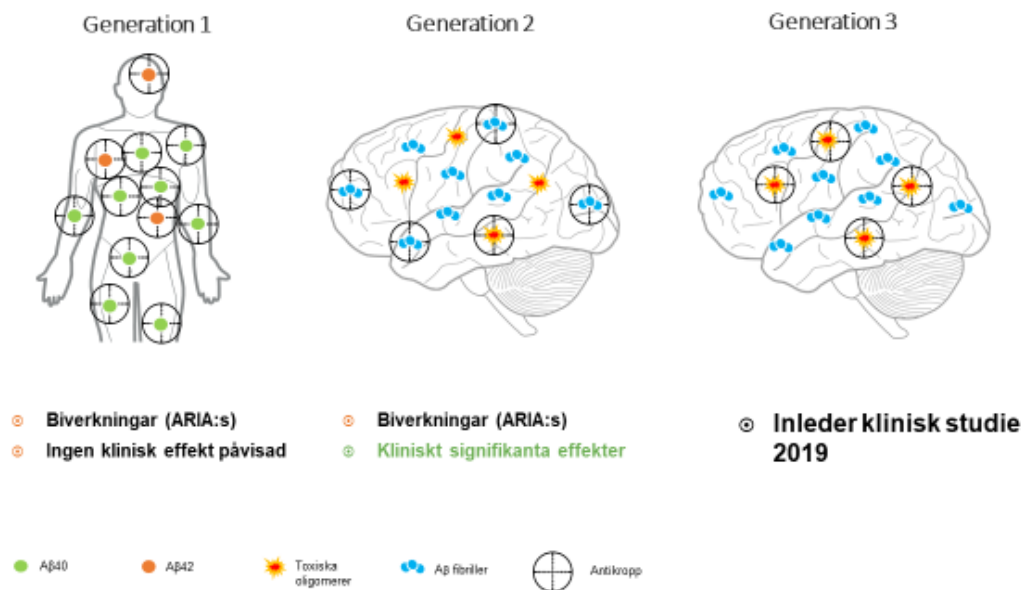 Generation 1
Generation 2
Generation 3
Biverkningar (ARIA:s)
Ingen klinisk effekt påvisad
Biverkningar (ARIA:s)
Kliniskt signifikanta effekter
Inleder klinisk studie
2019
Aβ40
Aβ42
Toxiska
oligomerer
Aβ fibriller
Antikropp